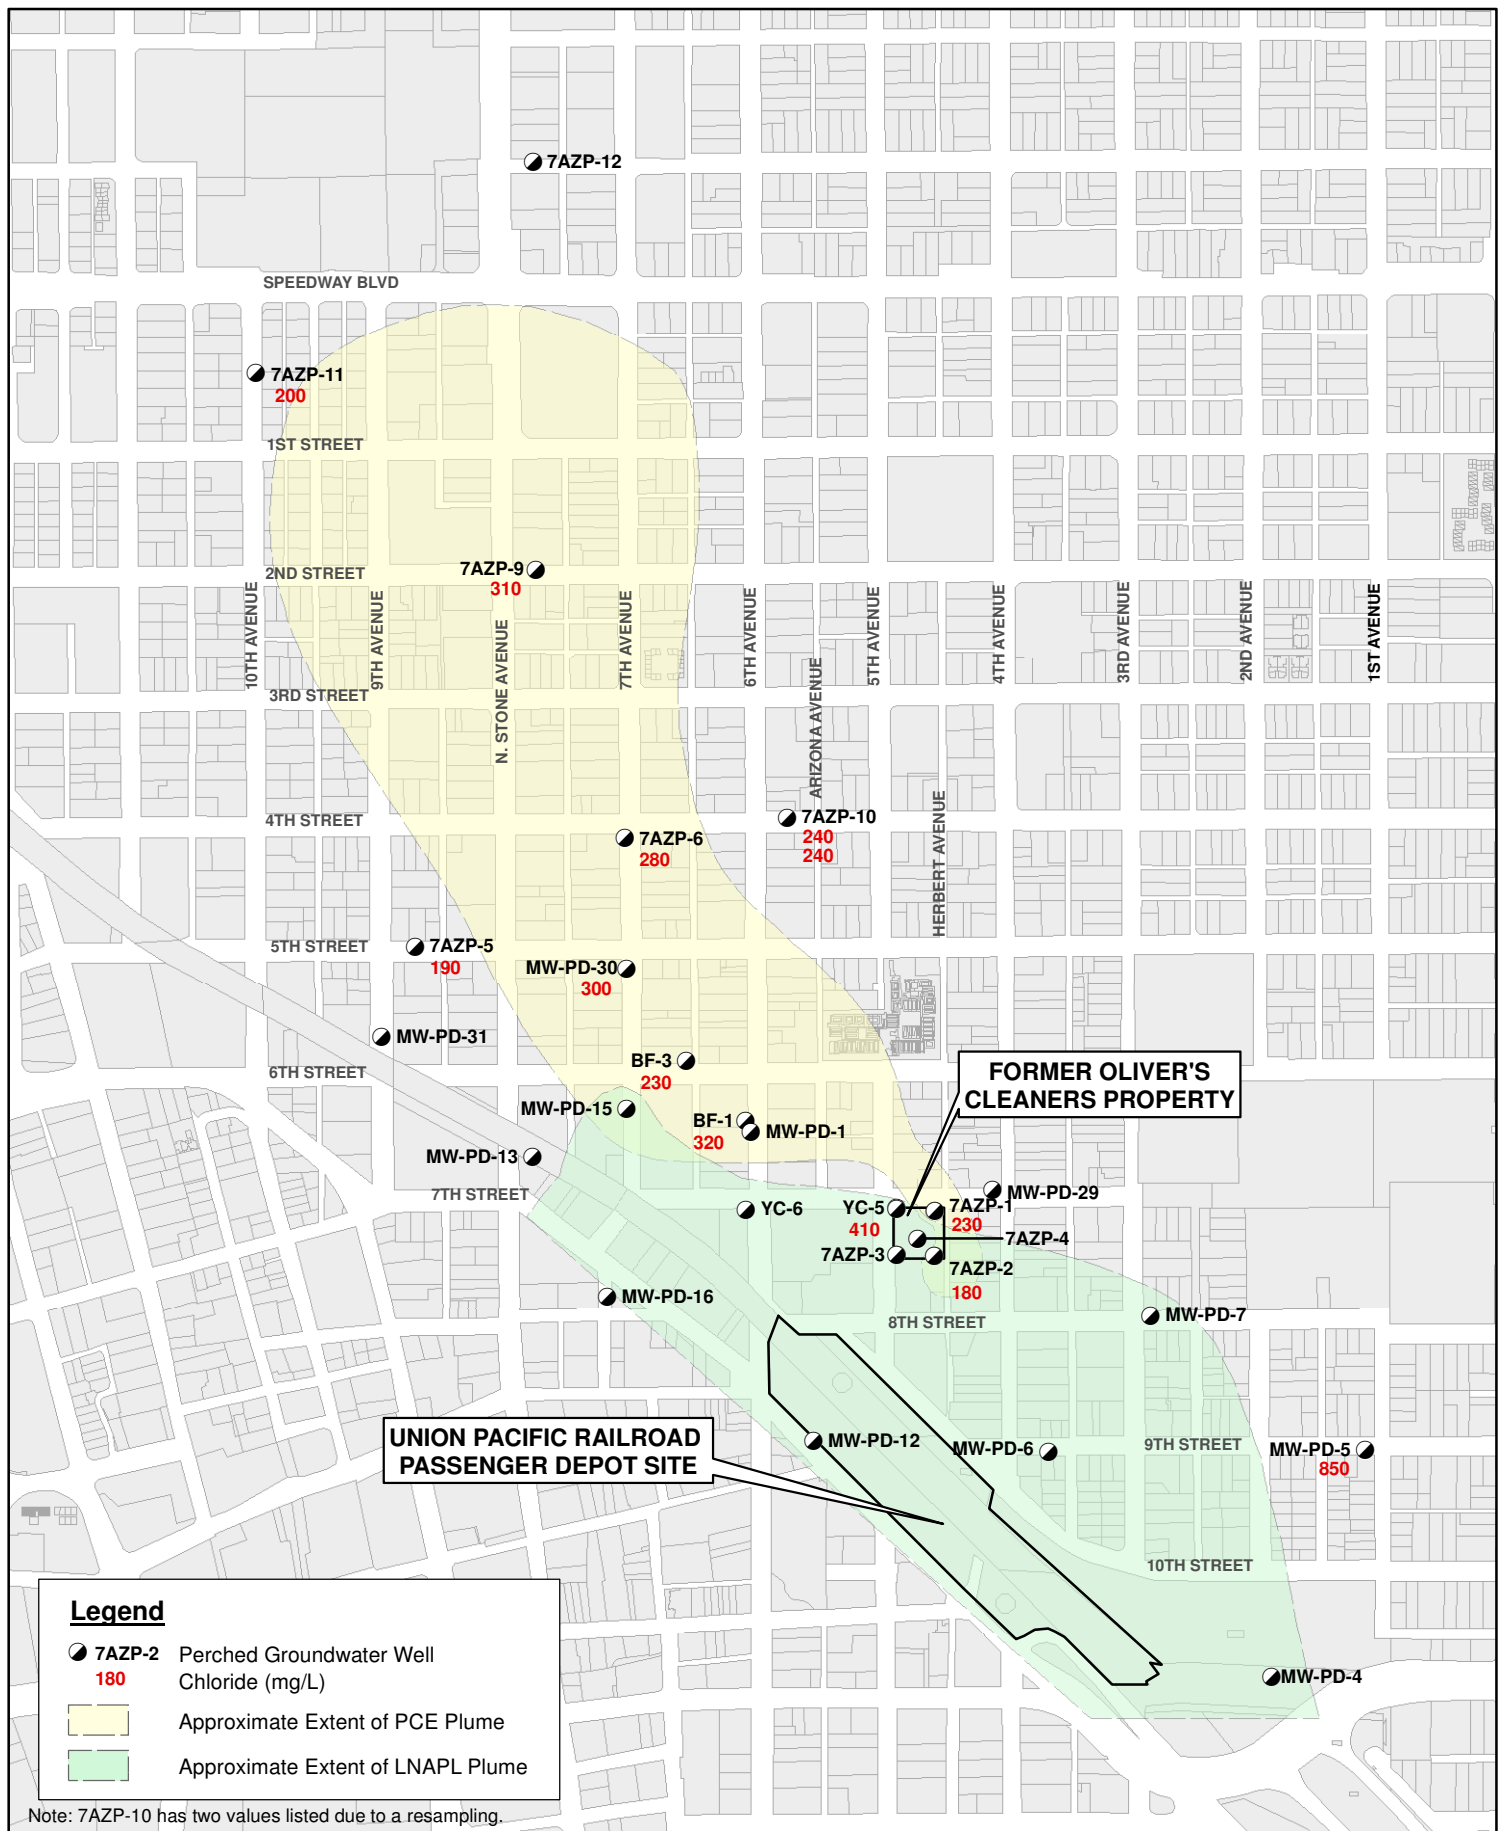 7AZP-12
SPEEDWAY BLVD
7AZP-11
200
1ST STREET
7AZP-9
310
2ND STREET
10TH AVENUE
9TH AVENUE
N. STONE AVENUE
7TH AVENUE
6TH AVENUE
ARIZONA AVENUE
5TH AVENUE
4TH AVENUE
3RD AVENUE
2ND AVENUE
1ST AVENUE
3RD STREET
HERBERT AVENUE
4TH STREET
7AZP-10
240
240
7AZP-6
280
5TH STREET
7AZP-5
190
MW-PD-30
300
MW-PD-31
6TH STREET
BF-3
230
FORMER OLIVER'S
CLEANERS PROPERTY
MW-PD-15
BF-1
320
MW-PD-1
MW-PD-13
7TH STREET
MW-PD-29
YC-6
YC-5
410
7AZP-1
230
7AZP-4
7AZP-3
7AZP-2
180
MW-PD-16
8TH STREET
MW-PD-7
UNION PACIFIC RAILROAD
PASSENGER DEPOT SITE
MW-PD-12
MW-PD-6
9TH STREET
MW-PD-5
850
10TH STREET
MW-PD-4
Legend
7AZP-2 Perched Groundwater Well
180 Chloride (mg/L)
Approximate Extent of PCE Plume
Approximate Extent of LNAPL Plume
Note: 7AZP-10 has two values listed due to a resampling.